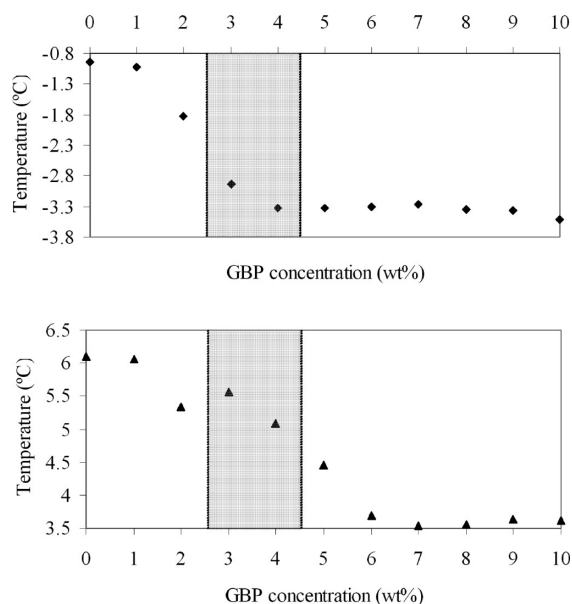 0 1 2 3 4 5 6 7 8 9 10
-0.8
-1.3
-1.8
-2.3
-2.8
-3.3
-3.8
Temperature (ºC)
GBP concentration (wt%)
6.5
6
5.5
5
4.5
4
3.5
Temperature (ºC)
0 1 2 3 4 5 6 7 8 9 10
GBP concentration (wt%)